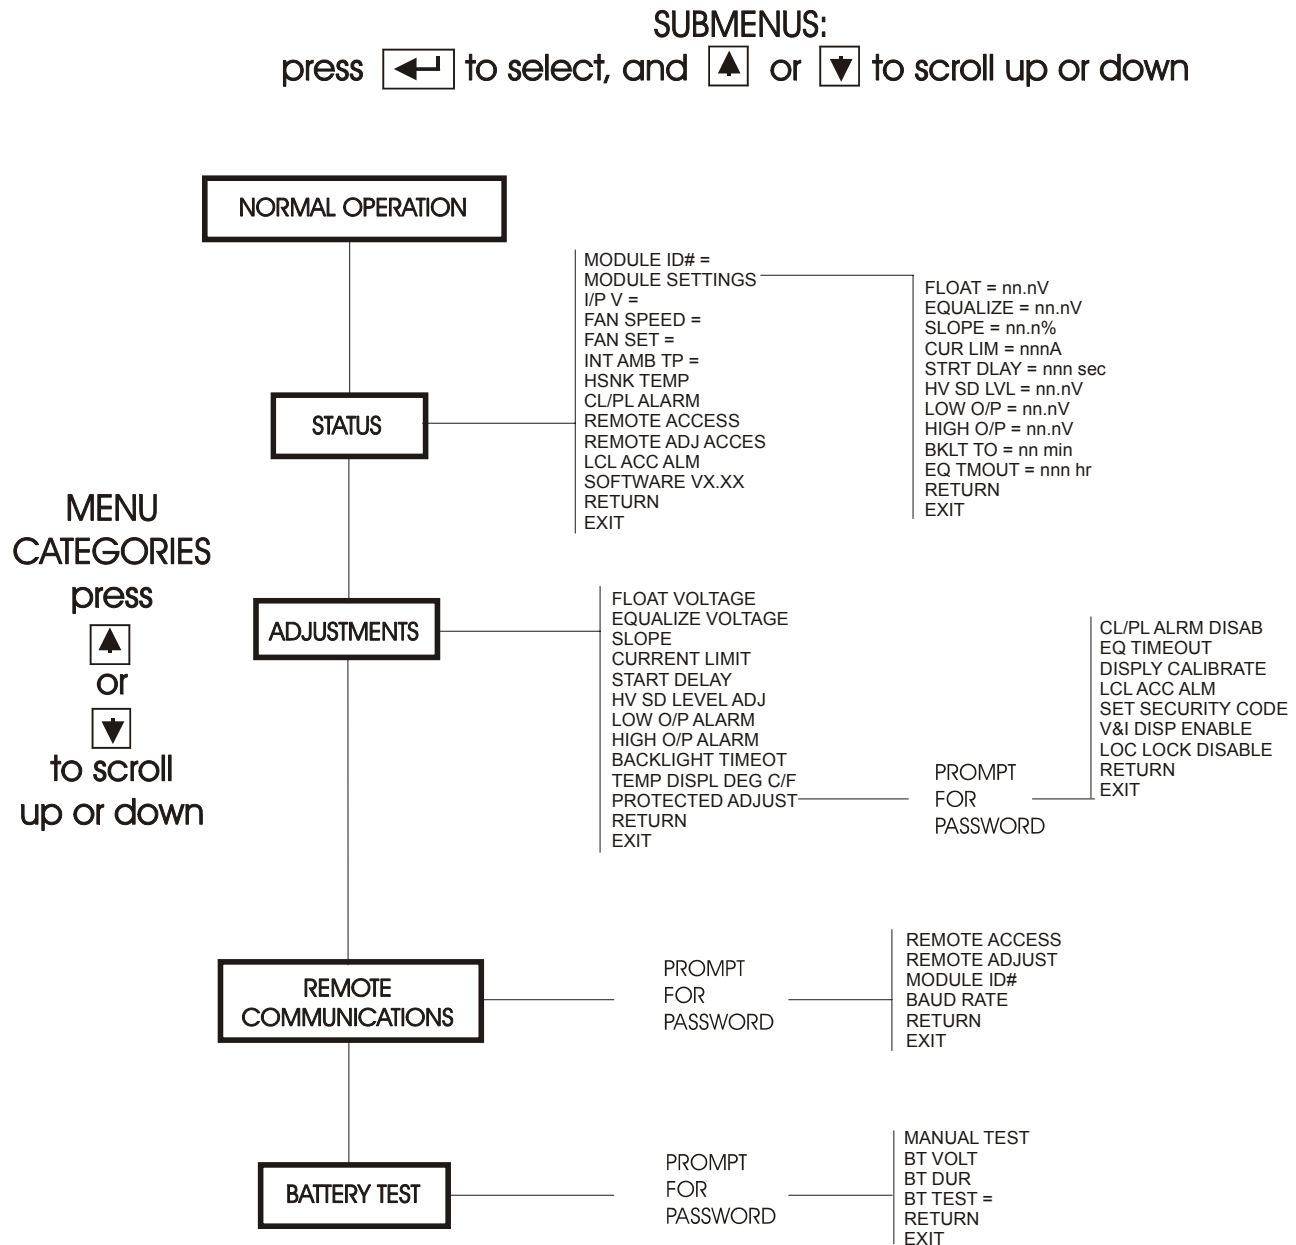 SUBMENUS:
press to select, and or to scroll up or down
NORMAL OPERATION
MODULE ID# =
MODULE SETTINGS
I/P V =
FAN SPEED =
FAN SET =
INT AMB TP =
HSNK TEMP
CL/PL ALARM
REMOTE ACCESS
REMOTE ADJ ACCES
LCL ACC ALM
SOFTWARE VX.XX
RETURN
EXIT
FLOAT = nn.nV
EQUALIZE = nn.nV
SLOPE = nn.n%
CUR LIM = nnnA
STRT DLAY = nnn sec
HV SD LVL = nn.nV
LOW O/P = nn.nV
HIGH O/P = nn.nV
BKLT TO = nn min
EQ TMOUT = nnn hr
RETURN
EXIT
STATUS
MENU
CATEGORIES
press
or
to scroll
up or down
ADJUSTMENTS
FLOAT VOLTAGE
EQUALIZE VOLTAGE
SLOPE
CURRENT LIMIT
START DELAY
HV SD LEVEL ADJ
LOW O/P ALARM
HIGH O/P ALARM
BACKLIGHT TIMEOT
TEMP DISPL DEG C/F
PROTECTED ADJUST
RETURN
EXIT
PROMPT
FOR
PASSWORD
CL/PL ALRM DISAB
EQ TIMEOUT
DISPLY CALIBRATE
LCL ACC ALM
SET SECURITY CODE
V&I DISP ENABLE
LOC LOCK DISABLE
RETURN
EXIT
REMOTE
COMMUNICATIONS
PROMPT
FOR
PASSWORD
REMOTE ACCESS
REMOTE ADJUST
MODULE ID#
BAUD RATE
RETURN
EXIT
BATTERY TEST
PROMPT
FOR
PASSWORD
MANUAL TEST
BT VOLT
BT DUR
BT TEST =
RETURN
EXIT